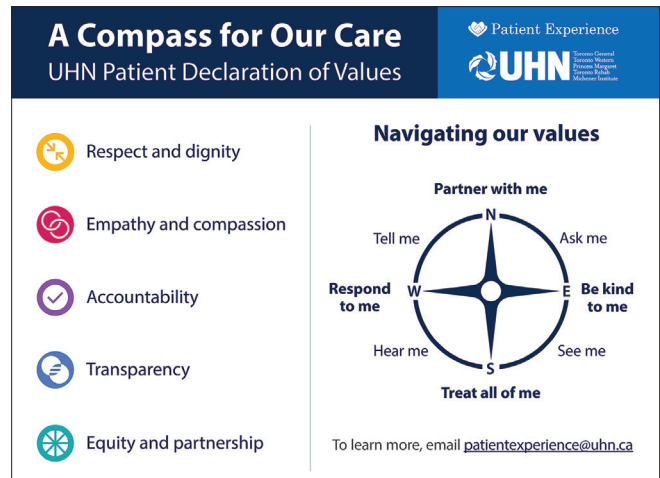 A Compass for Our Care
UHN Patient Declaration of Values
Patient Experience
UHN
Toronto General
Toronto Western
Princess Margaret
Toronto Rehab
Michener Institute
Respect and dignity
Empathy and compassion
Accountability
Transparency
Equity and partnership
Navigating our values
Partner with me
N
Tell me
Ask me
Respond
to me
W
E
Be kind
to me
Hear me
See me
S
Treat all of me
To learn more, email patientexperience@uhn.ca